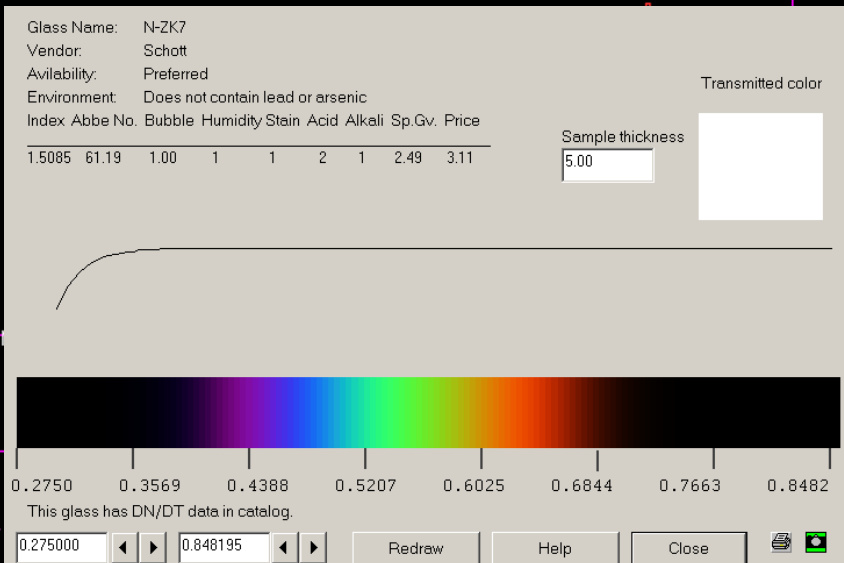 Glass Name: N-ZK7
Vendor: Schott
Avilability: Preferred
Environment: Does not contain lead or arsenic
Transmitted color
Index Abbe No. Bubble Humidity Stain Acid Alkali Sp.Gv. Price
Sample thickness
1.5085 61.19 1.00 1 1 2 1 2.49 3.11
5.00
0.2750 0.3569 0.4388 0.5207 0.6025 0.6844 0.7663 0.8482
This glass has DN/DT data in catalog.
0.275000 0.848195 Redraw Help Close